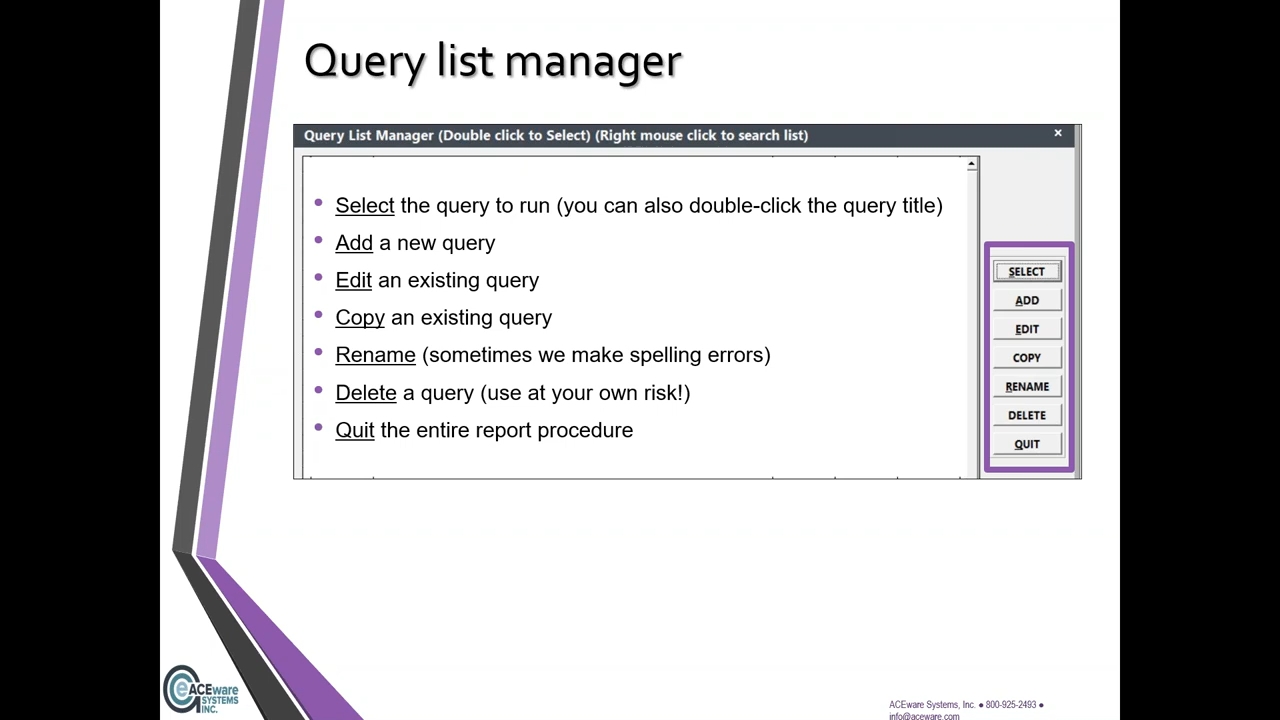 Query list manager
Query List Manager (Double click to Select) (Right mouse click to search list)
×
• Select the query to run (you can also double-click the query title)
• Add a new query
• Edit an existing query
• Copy an existing query
• Rename (sometimes we make spelling errors)
• Delete a query (use at your own risk!)
• Quit the entire report procedure
SELECT
ADD
EDIT
COPY
RENAME
DELETE
QUIT
ACEware
SYSTEMS
INC.
ACEware Systems, Inc. ● 800-925-2493 ●
info@aceware.com